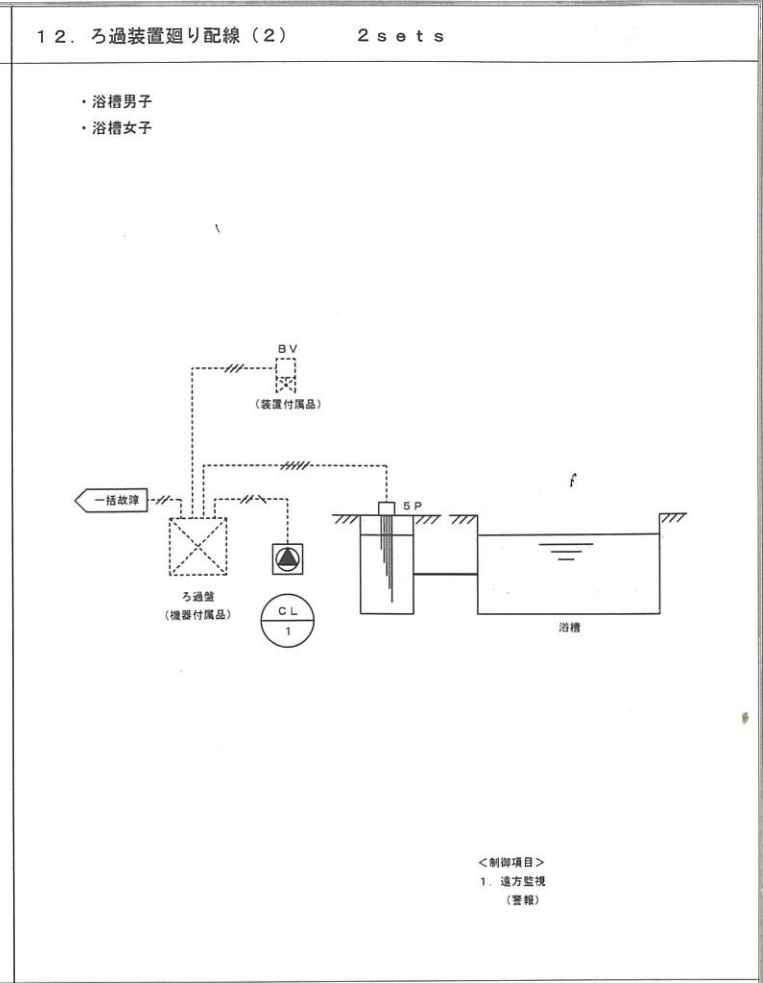 12．ろ過装置廻り配線（2）　　2sets
・浴槽男子
・浴槽女子
BV
（装置付属品）
一括故障
5P
ろ過盤
（機器付属品）
CL
1
浴槽
＜制御項目＞
1．遠方監視
（警報）